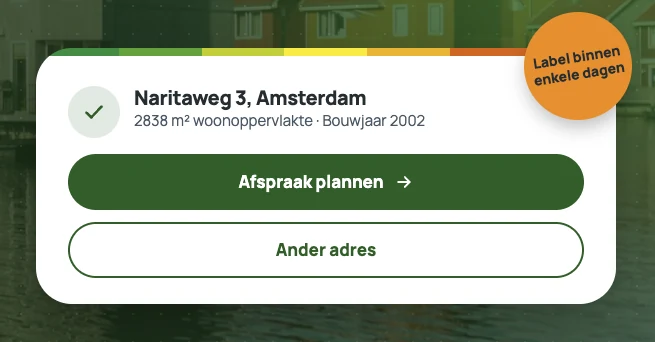 Label binnen
enkele dagen
Naritaweg 3, Amsterdam
2838 m² woonoppervlakte · Bouwjaar 2002
Afspraak plannen →
Ander adres